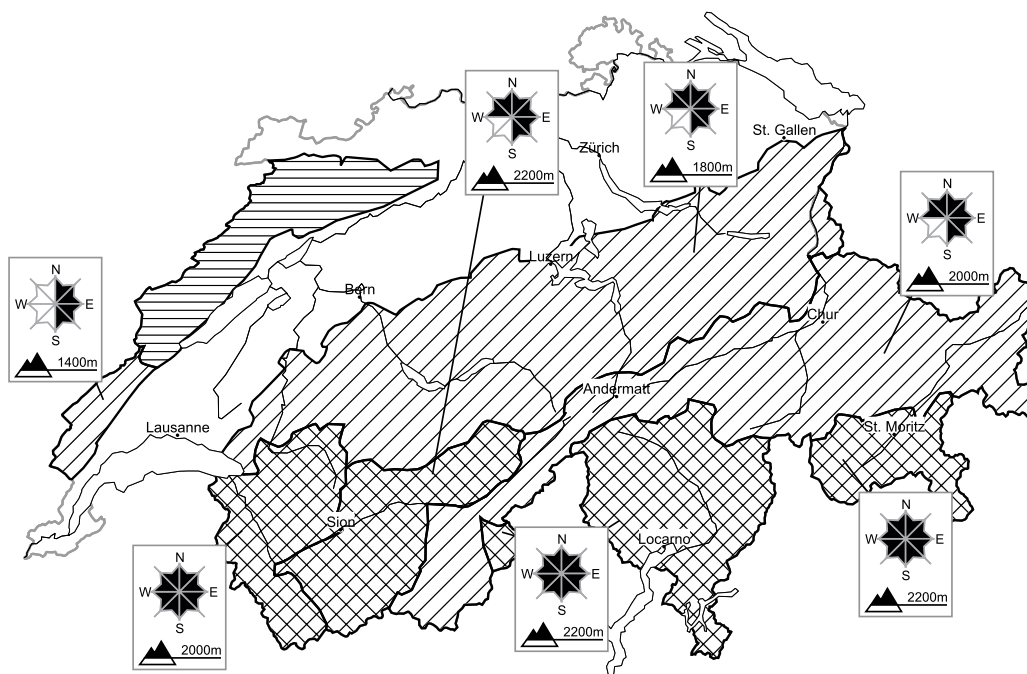 N
W E
S
2200m
N
W E
S
1800m
St. Gallen
Zürich
N
W E
S
2000m
Luzern
N
W E
S
1400m
Bern
Chur
Andermatt
Lausanne
St. Moritz
Sion
Locarno
N
W E
S
2000m
N
W E
S
2200m
N
W E
S
2200m